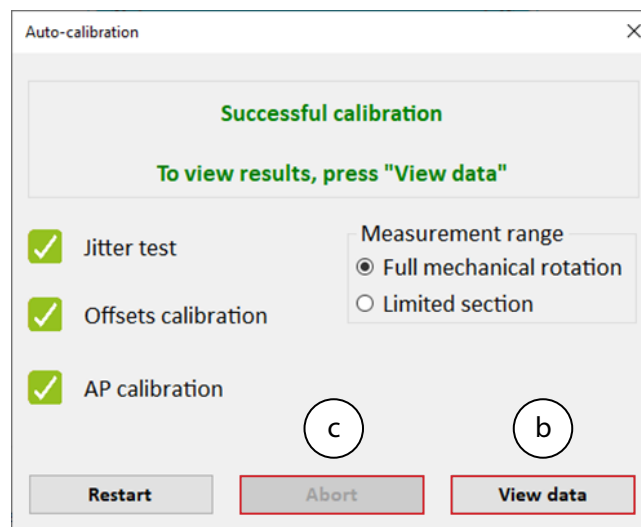 Auto-calibration
Successful calibration
To view results, press "View data"
Jitter test
Offsets calibration
AP calibration
Measurement range
Full mechanical rotation
Limited section
c
b
Restart
Abort
View data